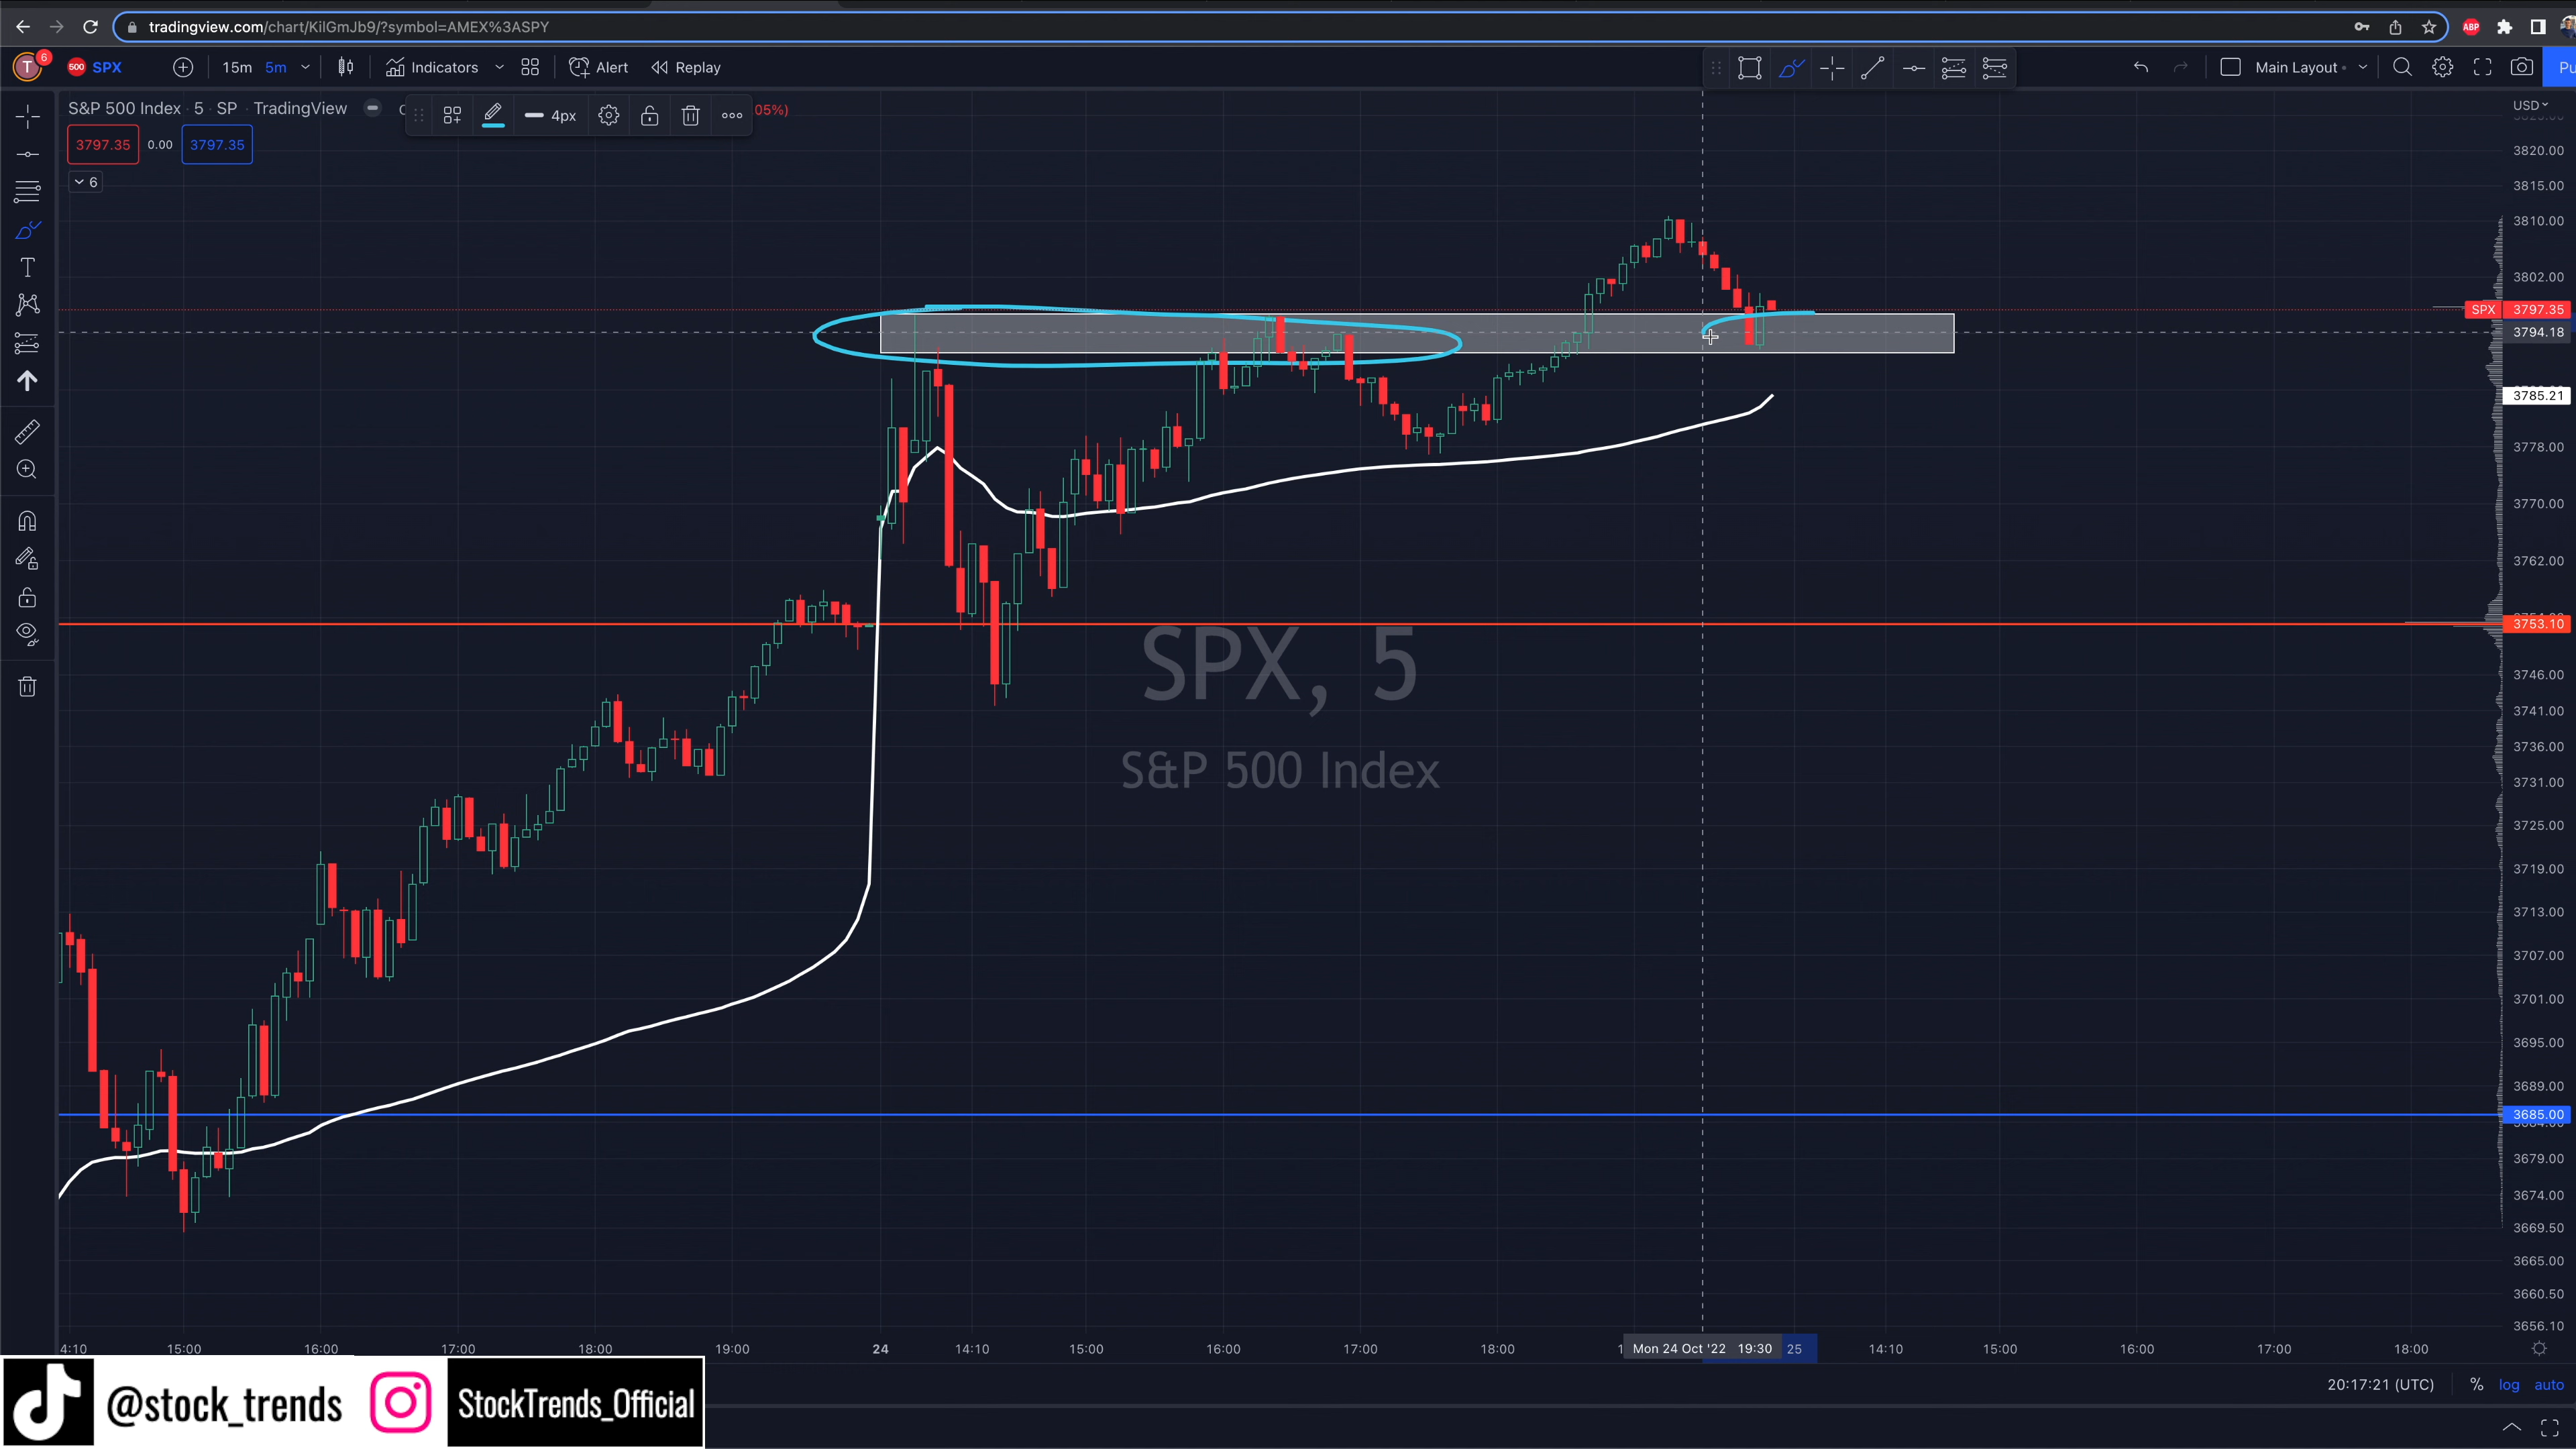 tradingview.com/chart/KilGmJb9/?symbol=AMEX%3ASPY
ABP
T 6 500 SPX 15m 5m Indicators Alert Replay Main Layout
S&P 500 Index · 5 · SP · TradingView 4px 05%) USD
3797.35 0.00 3797.35
6
3820.00
3815.00
3810.00
3802.00
SPX 3797.35
3794.18
3785.21
3778.00
3770.00
3762.00
3753.10
3746.00
3741.00
3736.00
3731.00
3725.00
3719.00
3713.00
3707.00
3701.00
3695.00
3689.00
3685.00
3679.00
3674.00
3669.50
3665.00
3660.50
3656.10
SPX, 5
S&P 500 Index
4:10 15:00 16:00 17:00 18:00 19:00 24 14:10 15:00 16:00 17:00 18:00 1 Mon 24 Oct '22 19:30 25 14:10 15:00 16:00 17:00 18:00
20:17:21 (UTC) % log auto
@stock_trends StockTrends_Official